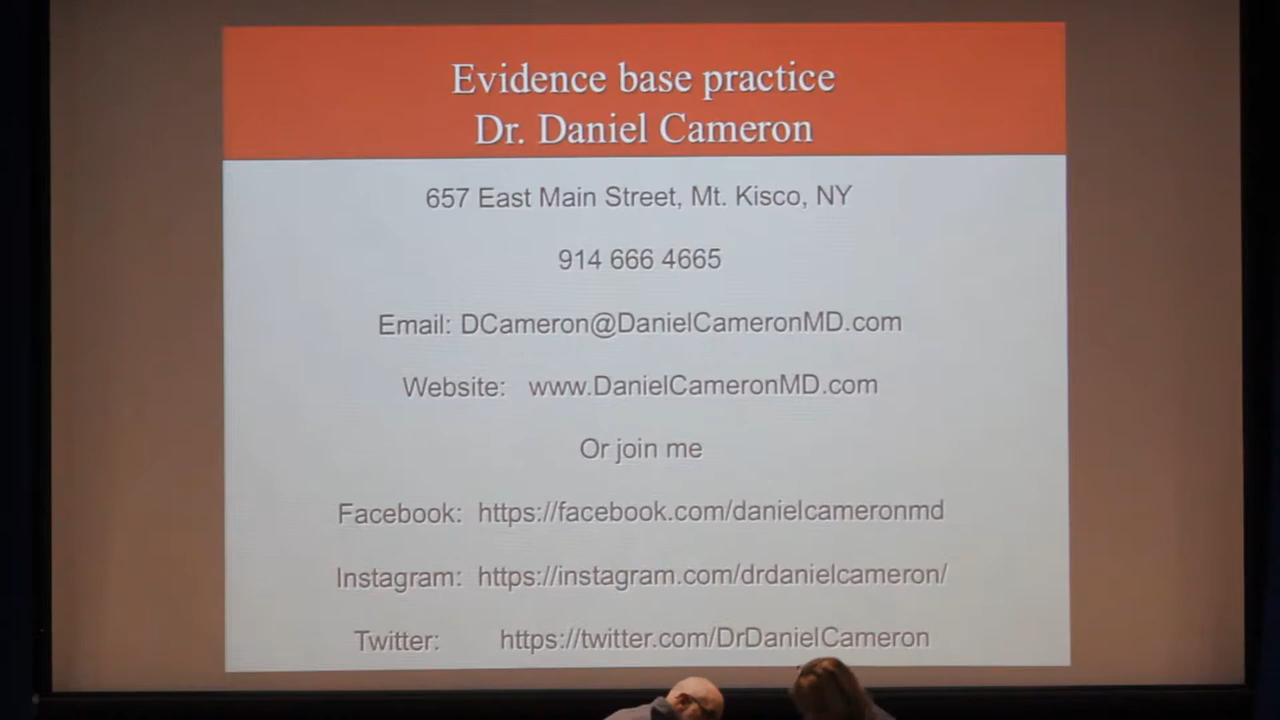 Evidence base practice
Dr. Daniel Cameron
657 East Main Street, Mt. Kisco, NY
914 666 4665
Email: DCameron@DanielCameronMD.com
Website: www.DanielCameronMD.com
Or join me
Facebook: https://facebook.com/danielcameronmd
Instagram: https://instagram.com/drdanielcameron/
Twitter: https://twitter.com/DrDanielCameron